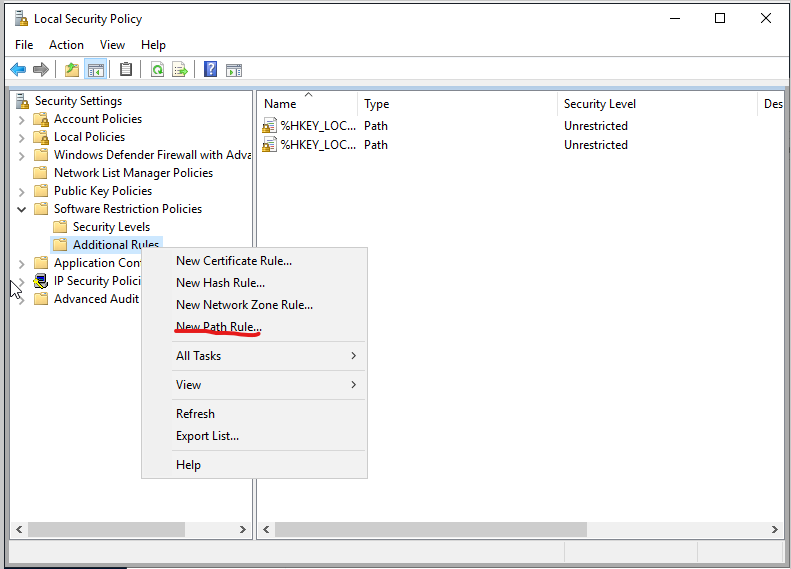 Local Security Policy
File Action View Help
Security Settings
Account Policies
Local Policies
Windows Defender Firewall with Adva
Network List Manager Policies
Public Key Policies
Software Restriction Policies
Security Levels
Additional Rules
Application Con
IP Security Polici
Advanced Audit
Name Type Security Level Des
%HKEY_LOC... Path Unrestricted
%HKEY_LOC... Path Unrestricted
New Certificate Rule...
New Hash Rule...
New Network Zone Rule...
New Path Rule...
All Tasks
View
Refresh
Export List...
Help